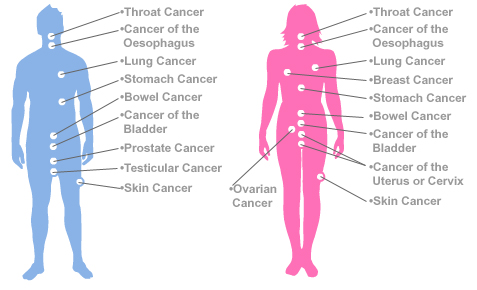 •Throat Cancer
•Cancer of the
Oesophagus
•Lung Cancer
•Stomach Cancer
•Bowel Cancer
•Cancer of the
Bladder
•Prostate Cancer
•Testicular Cancer
•Skin Cancer
•Throat Cancer
•Cancer of the
Oesophagus
•Lung Cancer
•Breast Cancer
•Stomach Cancer
•Bowel Cancer
•Cancer of the
Bladder
•Cancer of the
Uterus or Cervix
•Skin Cancer
•Ovarian
Cancer